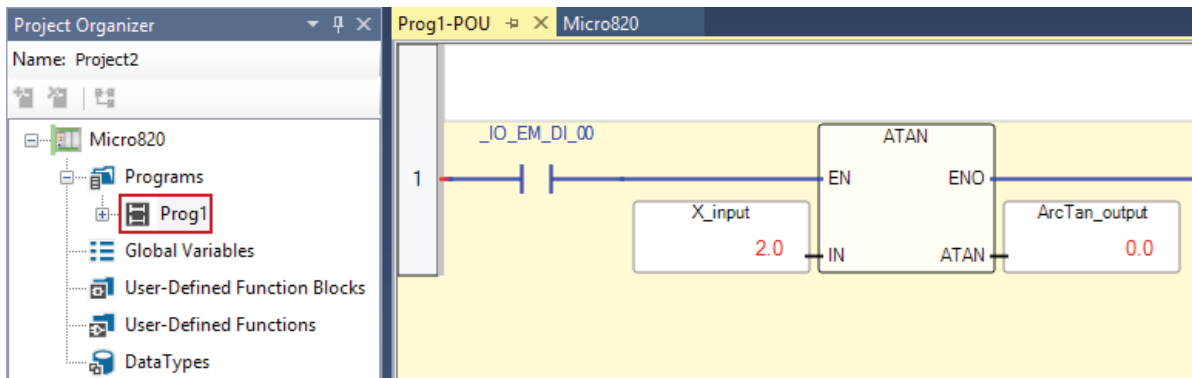 Project Organizer
Name: Project2
Micro820
Programs
Prog1
Global Variables
User-Defined Function Blocks
User-Defined Functions
DataTypes
Prog1-POU Micro820
_IO_EM_DI_00
ATAN
1
EN ENO
X_input
2.0
IN ATAN
ArcTan_output
0.0